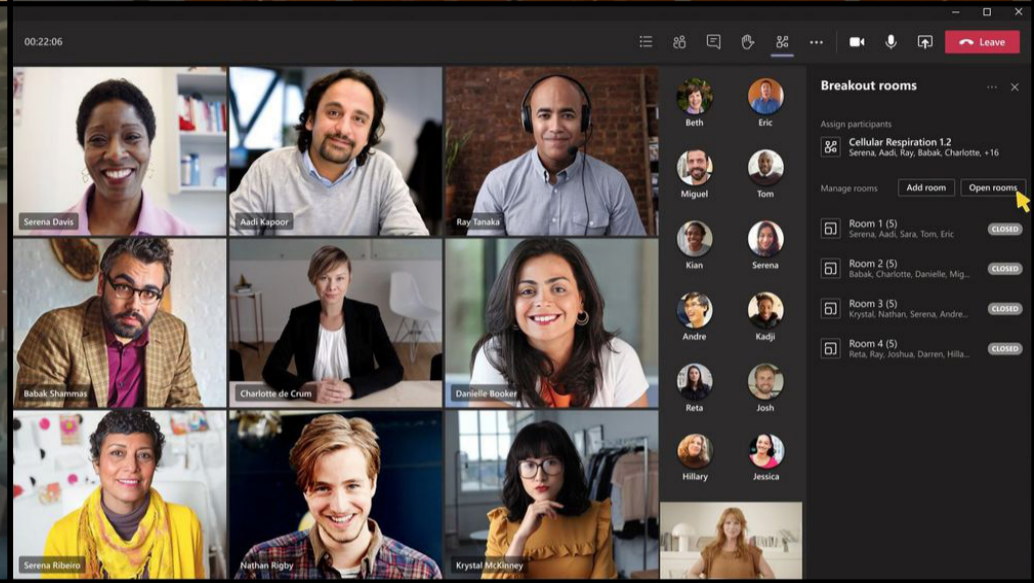 00:22:06
Leave
Serena Davis
Aadi Kapoor
Ray Tanaka
Babak Shammas
Charlotte de Crum
Danielle Booker
Serena Ribeiro
Nathan Rigby
Krystal McKinney
Beth
Eric
Miguel
Tom
Kian
Serena
Andre
Kadji
Reta
Josh
Hillary
Jessica
Breakout rooms
Assign participants
Cellular Respiration 1.2
Serena, Aadi, Ray, Babak, Charlotte, +16
Manage rooms
Add room
Open rooms
Room 1 (5)
Serena, Aadi, Sara, Tom, Eric
CLOSED
Room 2 (5)
Babak, Charlotte, Danielle, Mig...
CLOSED
Room 3 (5)
Krystal, Nathan, Serena, Andre...
CLOSED
Room 4 (5)
Reta, Ray, Joshua, Darren, Hilla...
CLOSED